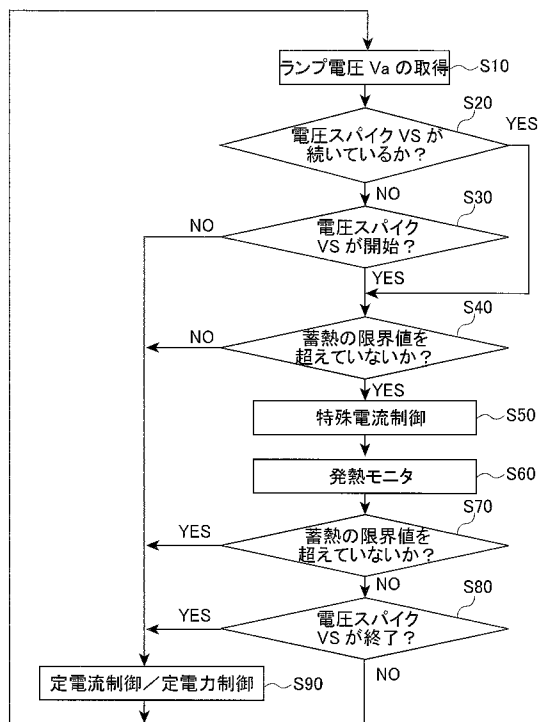 ランプ電圧 Va の取得
S10
S20
電圧スパイク VS が
続いているか？
YES
NO
S30
電圧スパイク
VS が開始？
NO
YES
S40
蓄熱の限界値を
超えていないか？
NO
YES
特殊電流制御
S50
発熱モニタ
S60
S70
蓄熱の限界値を
超えていないか？
YES
NO
S80
電圧スパイク
VS が終了？
YES
NO
定電流制御／定電力制御
S90